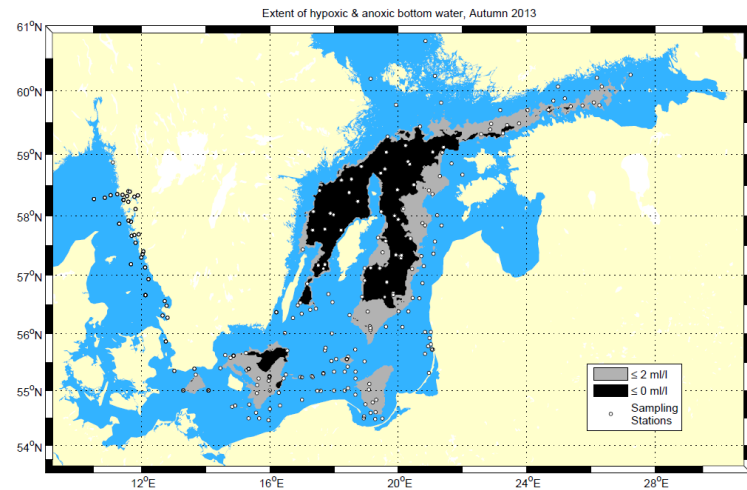 Extent of hypoxic & anoxic bottom water, Autumn 2013
61°N
60°N
59°N
58°N
57°N
56°N
55°N
54°N
≤ 2 ml/l
≤ 0 ml/l
Sampling
Stations
12°E
16°E
20°E
24°E
28°E